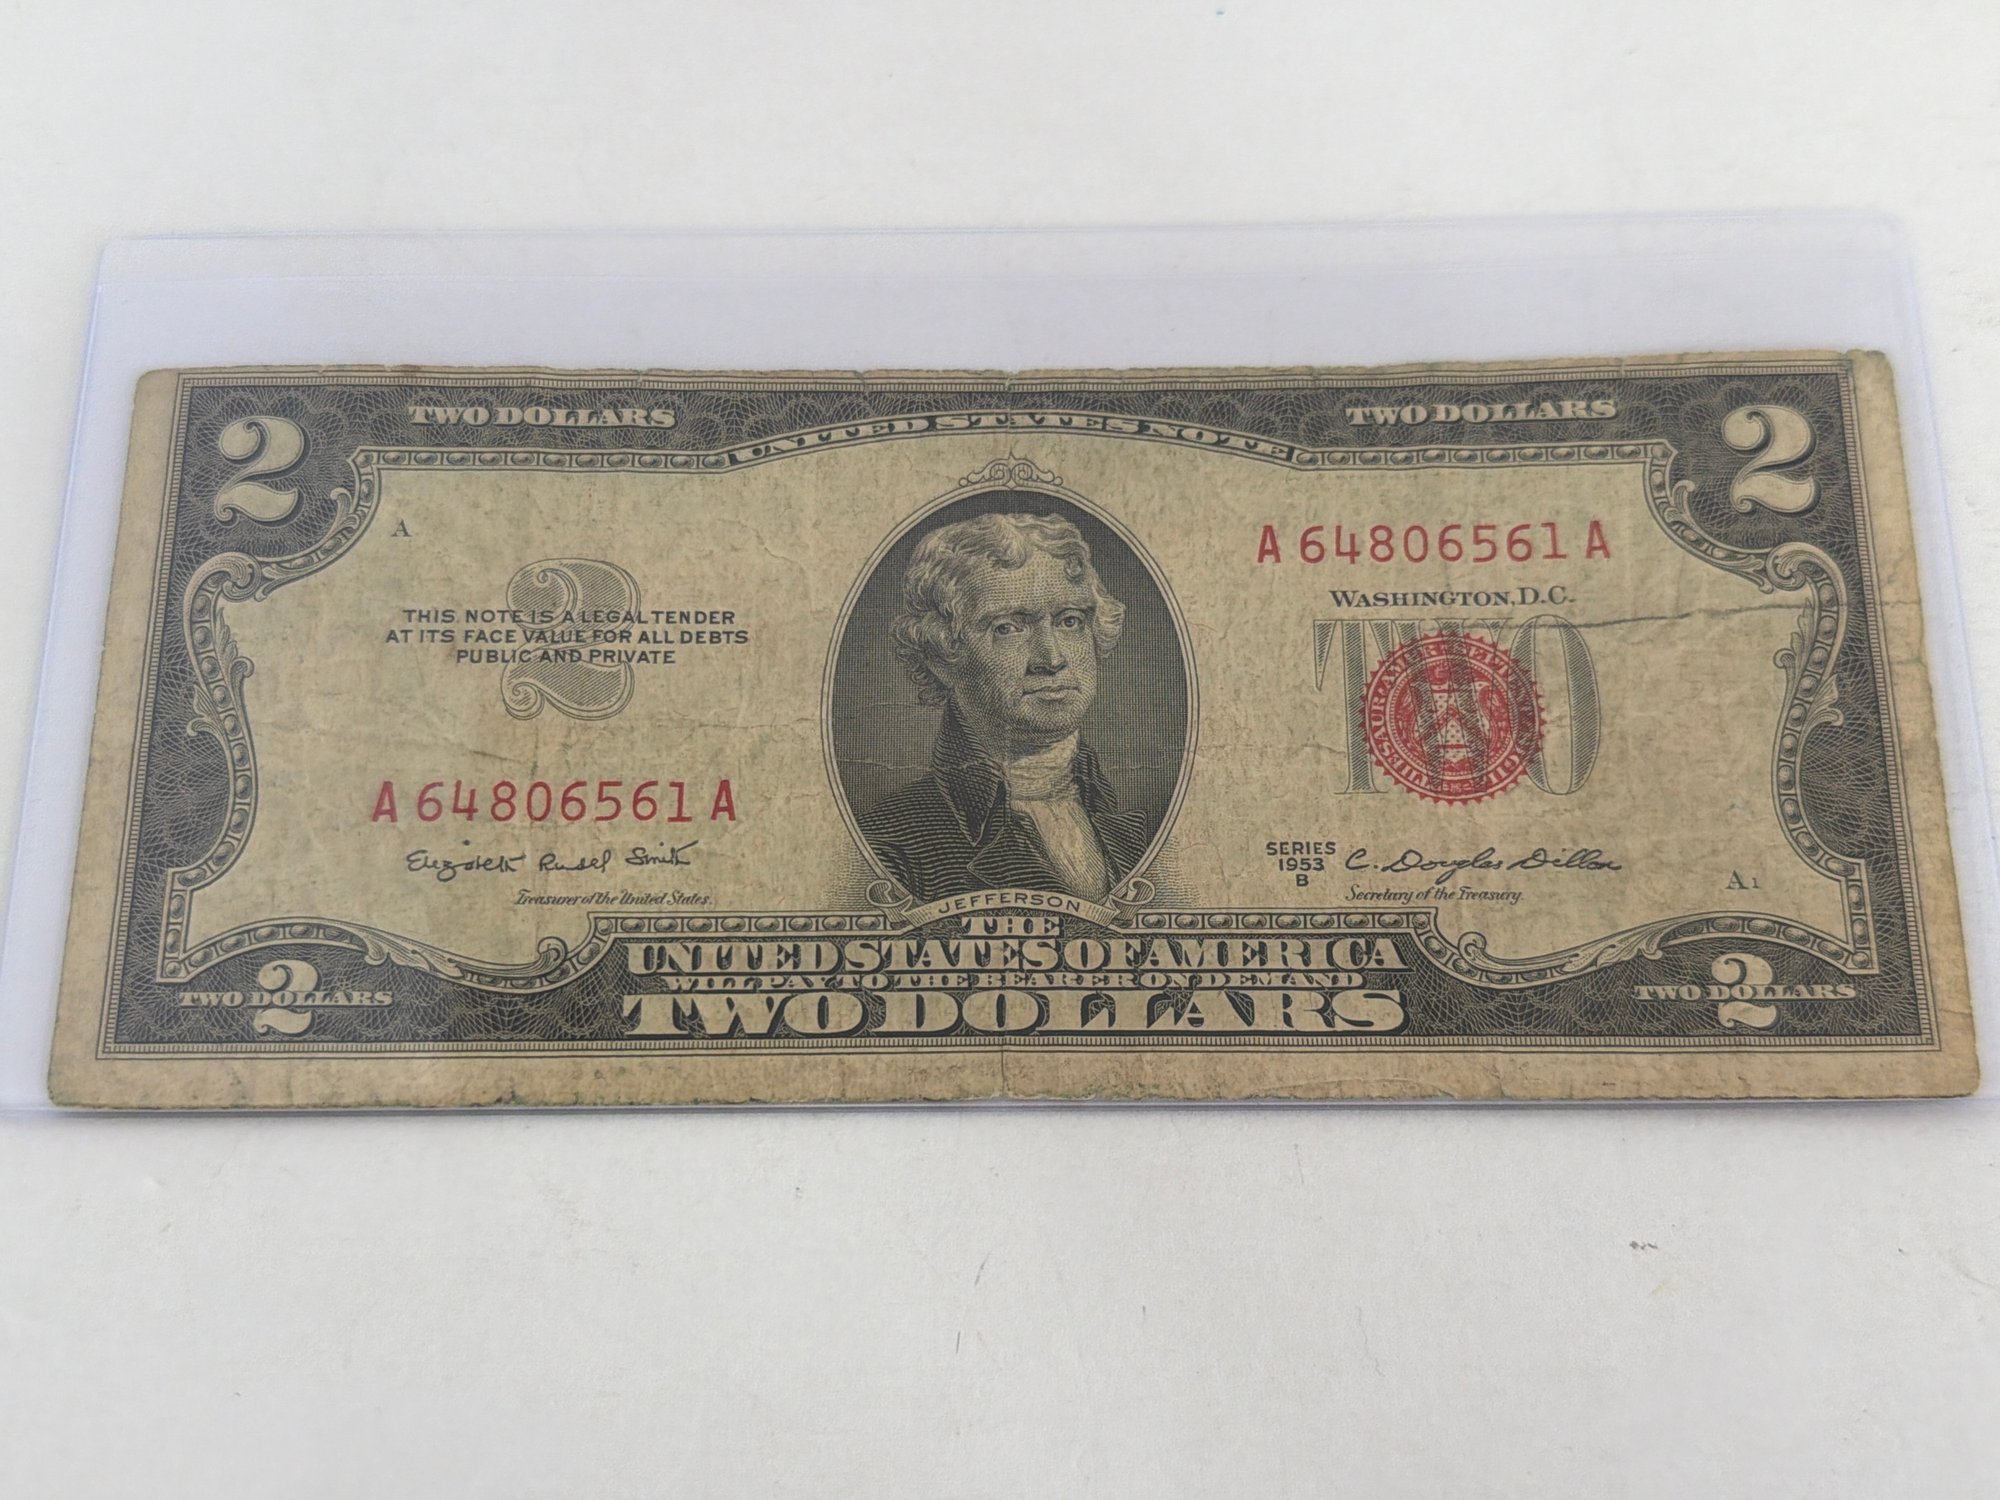 2 TWO DOLLARS UNITED STATES NOTE TWO DOLLARS 2
A
A 64806561 A
WASHINGTON, D.C.
2
THIS NOTE IS A LEGAL TENDER
AT ITS FACE VALUE FOR ALL DEBTS
PUBLIC AND PRIVATE
TWO
A 64806561 A
Elizabeth Rudel Smith
Treasurer of the United States.
SERIES
1953
B
C. Douglas Dillon
Secretary of the Treasury.
A1
JEFFERSON
THE
UNITED STATES OF AMERICA
WILL PAY TO THE BEARER ON DEMAND
TWO DOLLARS
TWO DOLLARS
2
TWO DOLLARS
2